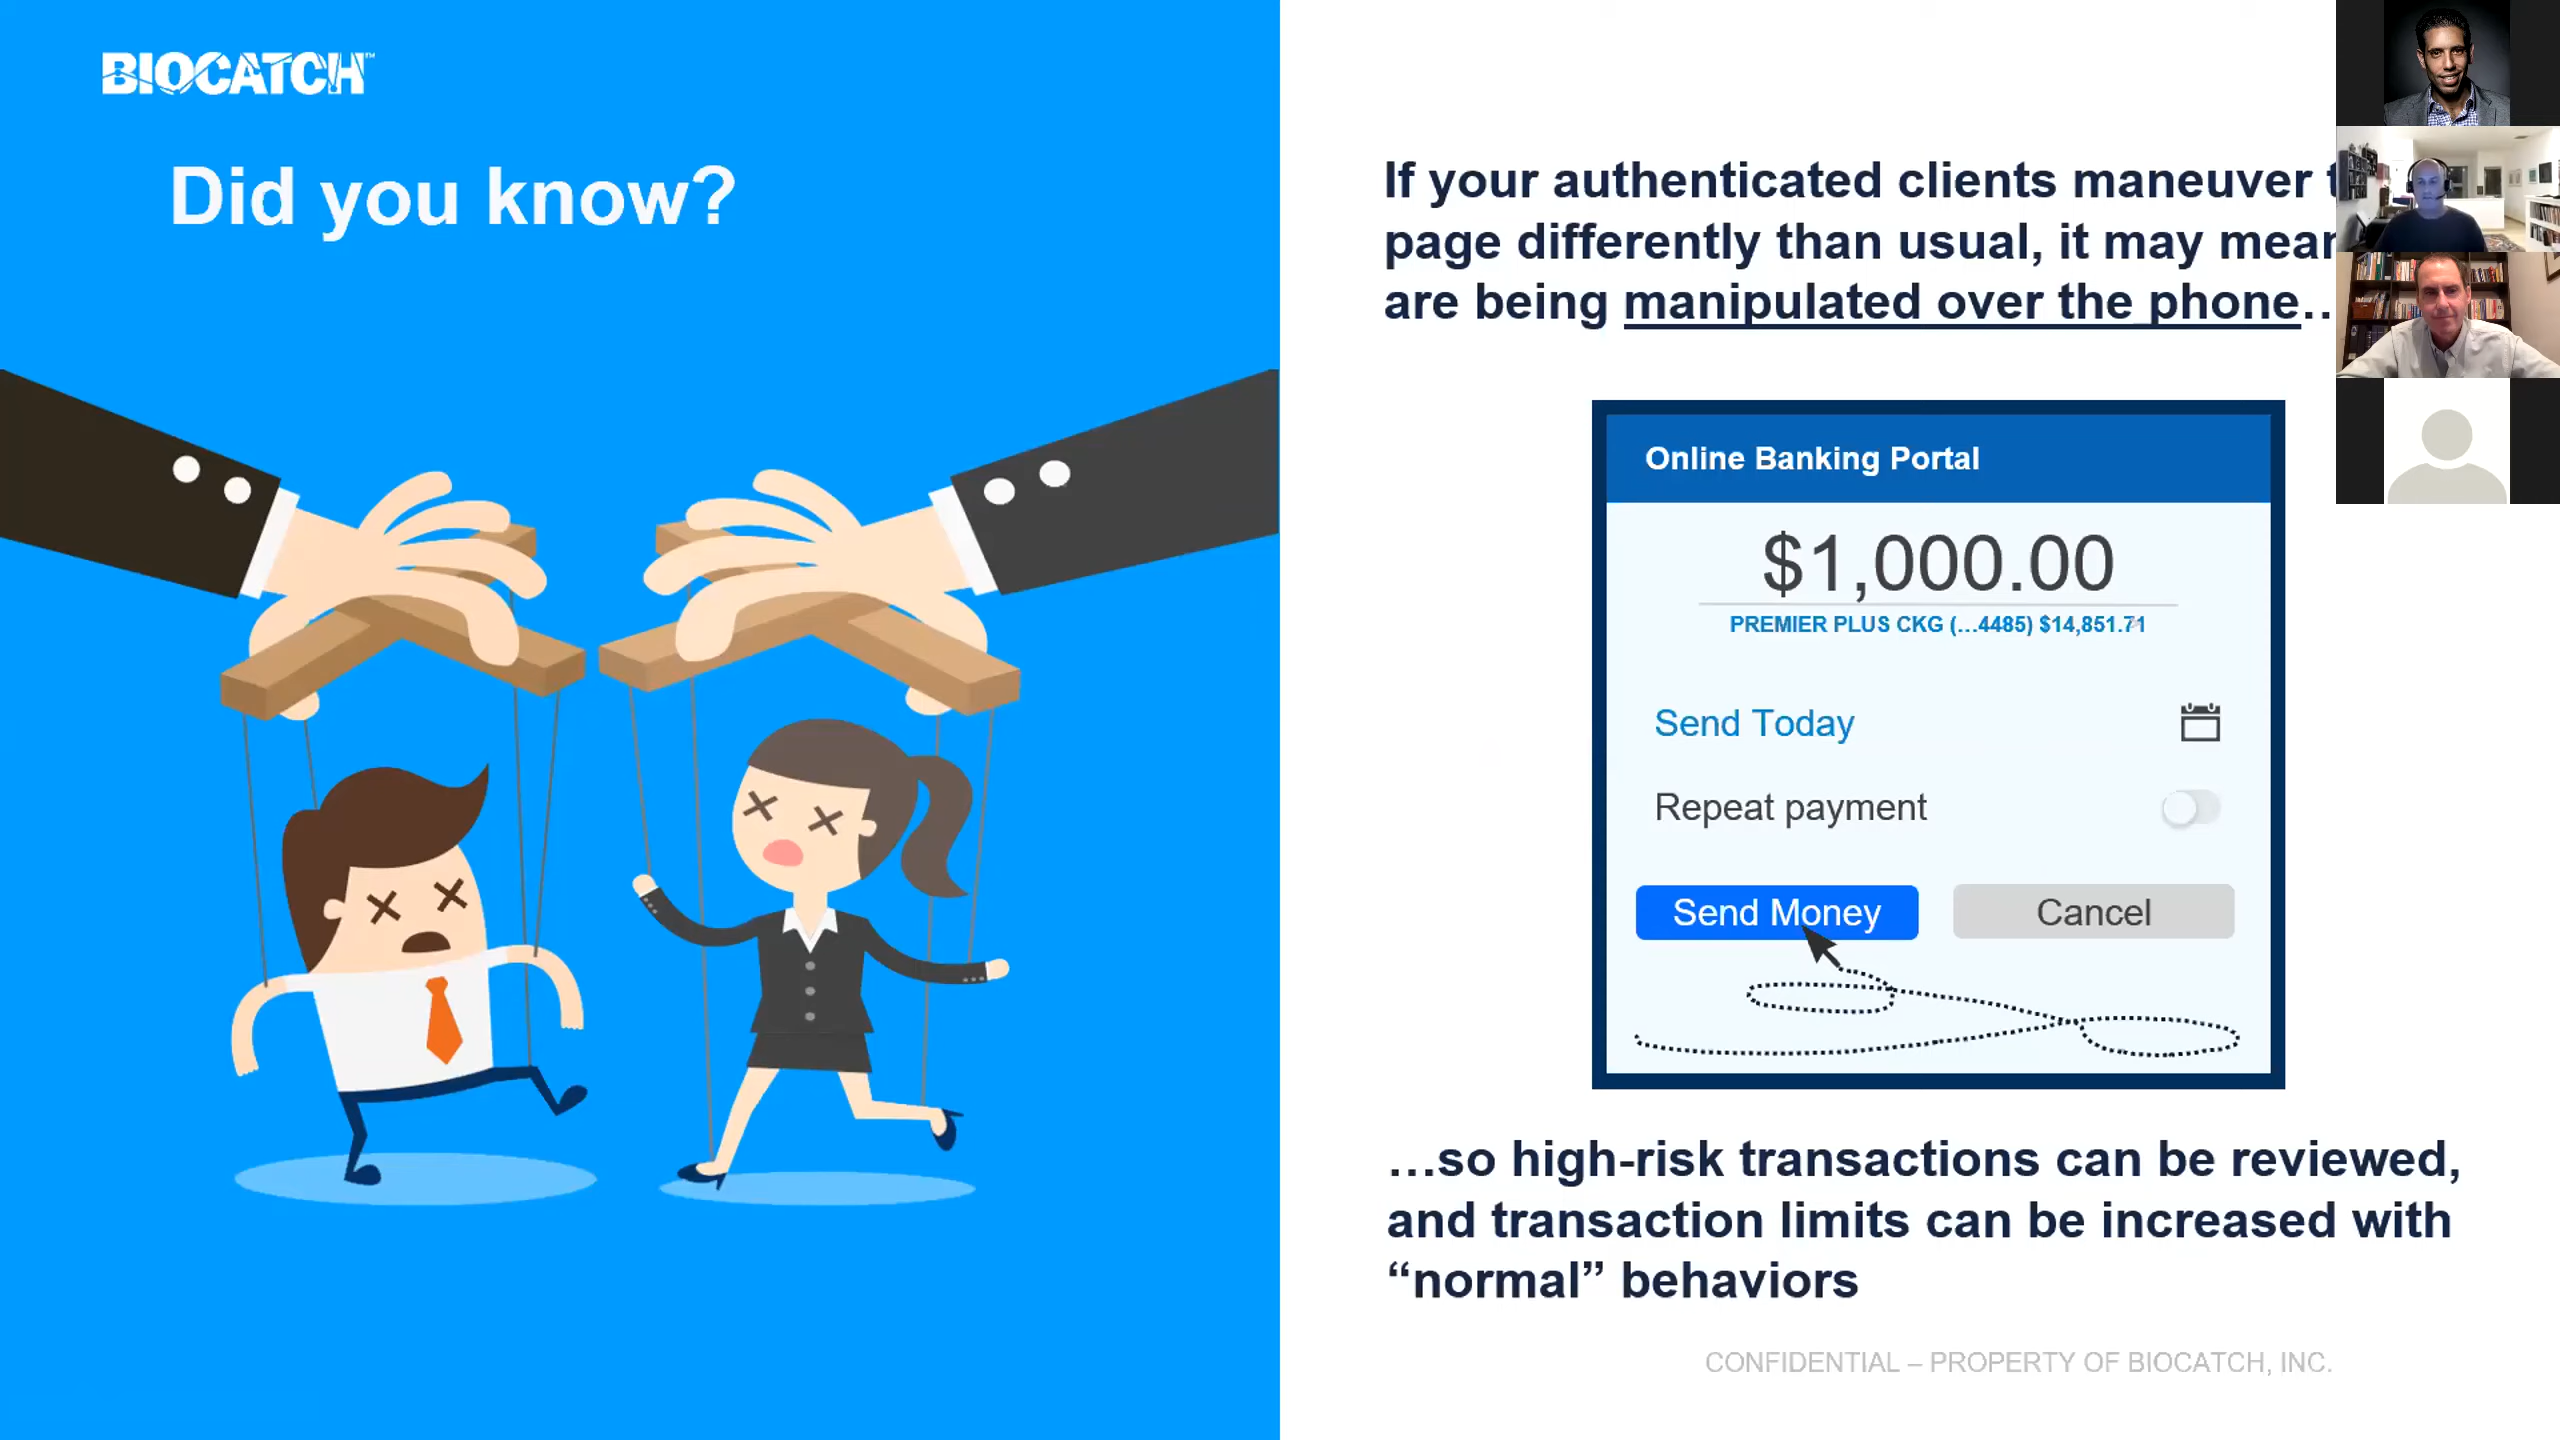 BIOCATCH™
Did you know?
If your authenticated clients maneuver
page differently than usual, it may mean
are being manipulated over the phone…
Online Banking Portal
$1,000.00
PREMIER PLUS CKG (…4485) $14,851.71
Send Today
Repeat payment
Send Money
Cancel
…so high-risk transactions can be reviewed,
and transaction limits can be increased with
“normal” behaviors
CONFIDENTIAL – PROPERTY OF BIOCATCH, INC.